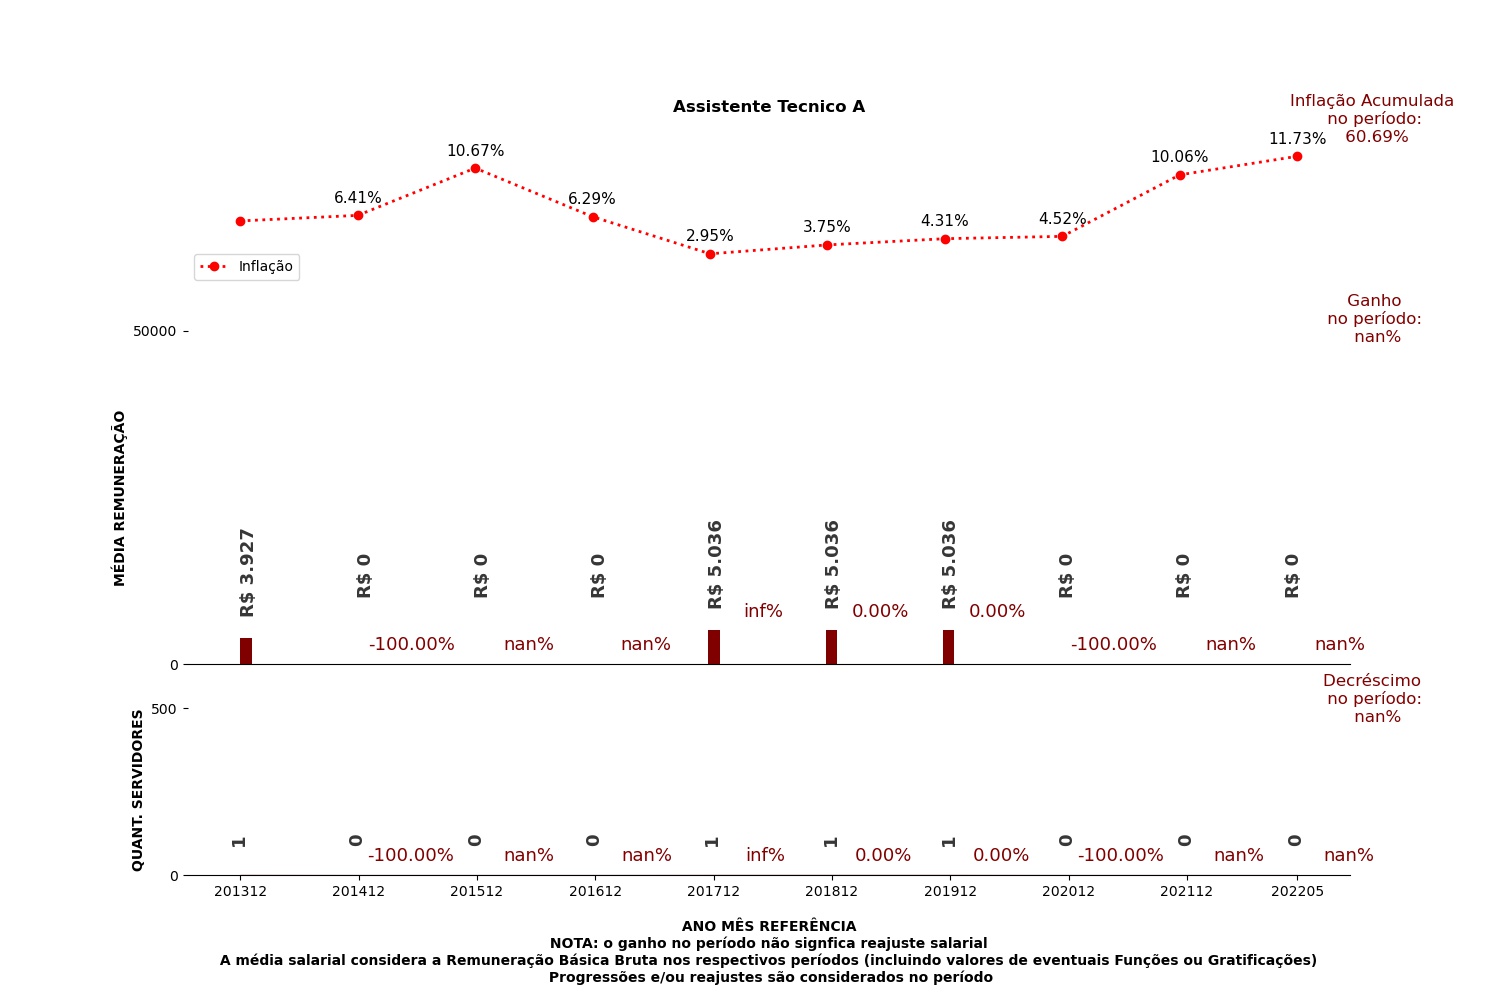 Assistente Tecnico A
Inflação Acumulada
no período:
60.69%
6.41%
10.67%
6.29%
2.95%
3.75%
4.31%
4.52%
10.06%
11.73%
Inflação
Ganho
no período:
nan%
50000
0
MÉDIA REMUNERAÇÃO
R$ 3.927
R$ 0
R$ 0
R$ 0
R$ 5.036
R$ 5.036
R$ 5.036
R$ 0
R$ 0
R$ 0
-100.00%
nan%
nan%
inf%
0.00%
0.00%
-100.00%
nan%
nan%
Decréscimo
no período:
nan%
500
0
QUANT. SERVIDORES
1
0
0
0
1
1
1
0
0
0
-100.00%
nan%
nan%
inf%
0.00%
0.00%
-100.00%
nan%
nan%
201312
201412
201512
201612
201712
201812
201912
202012
202112
202205
ANO MÊS REFERÊNCIA
NOTA: o ganho no período não signfica reajuste salarial
A média salarial considera a Remuneração Básica Bruta nos respectivos períodos (incluindo valores de eventuais Funções ou Gratificações)
Progressões e/ou reajustes são considerados no período